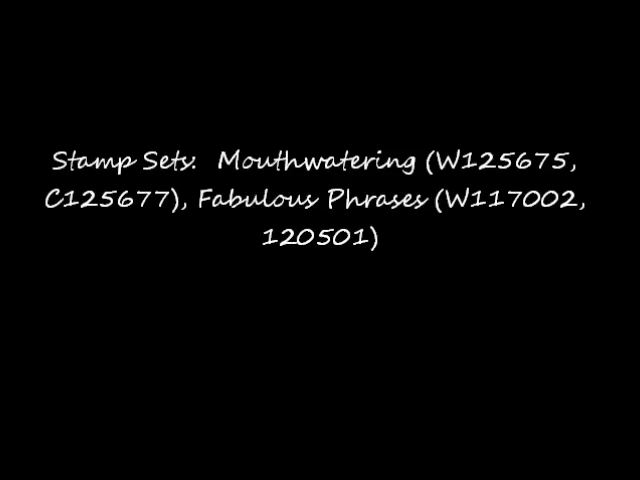 Stamp Sets:  Mouthwatering (W125675,
C125677), Fabulous Phrases (W117002,
120501)